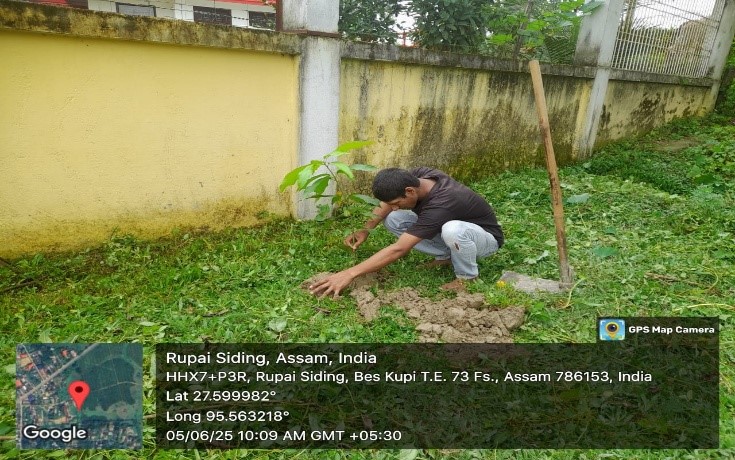 GPS Map Camera
Rupai Siding, Assam, India
HHX7+P3R, Rupai Siding, Bes Kupi T.E. 73 Fs., Assam 786153, India
Lat 27.599982°
Long 95.563218°
05/06/25 10:09 AM GMT +05:30
Google